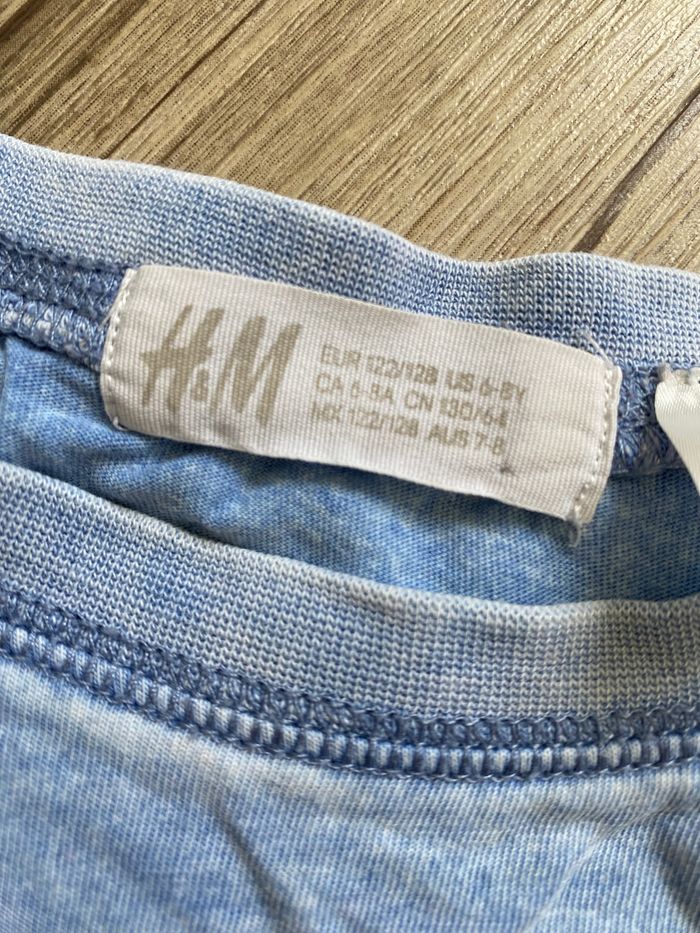 H&M
EUR 122/128 US 6-8Y
CA 6-8A CN 130/64
MX 122/128 AUS 7-8